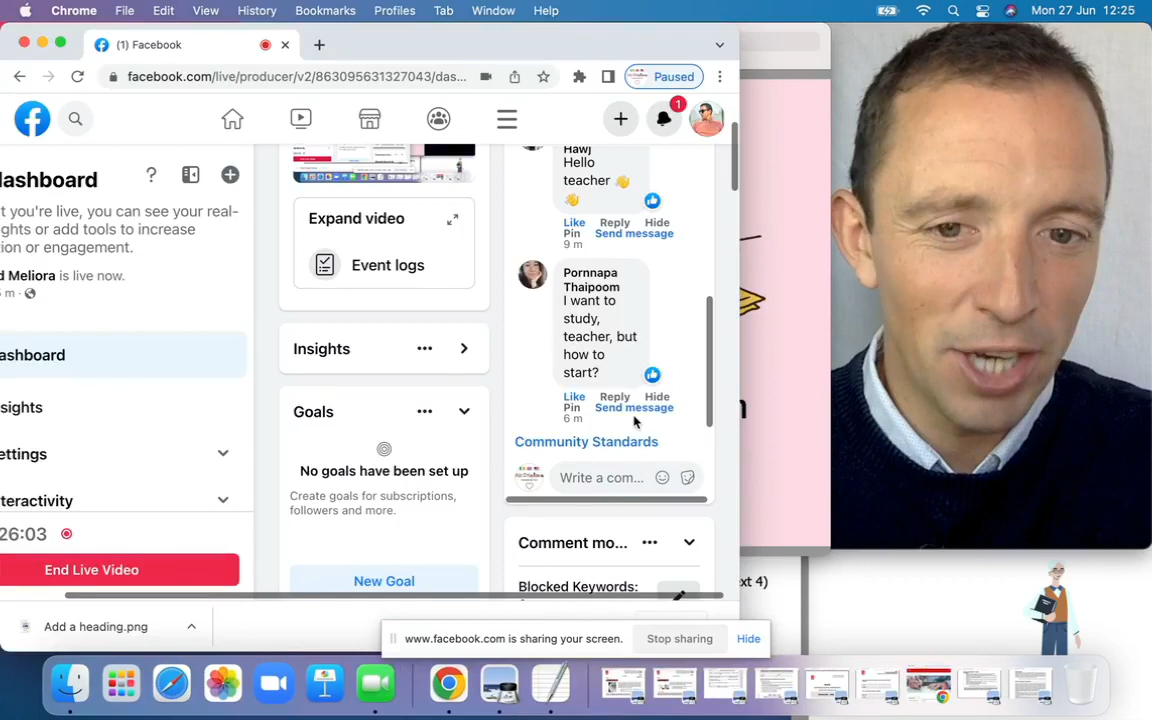 Chrome File Edit View History Bookmarks Profiles Tab Window Help Mon 27 Jun 12:25
(1) Facebook
facebook.com/live/producer/v2/863095631327043/das... Paused
1
dashboard
t you're live, you can see your real-
ghts or add tools to increase
tion or engagement.
d Meliora is live now.
m
ashboard
sights
ettings
teractivity
26:03
End Live Video
Expand video
Event logs
Insights
Goals
No goals have been set up
Create goals for subscriptions,
followers and more.
New Goal
Hawj
Hello
teacher 👋
👋
Like Reply Hide
Pin Send message
9 m
Pornnapa
Thaipoom
I want to
study,
teacher, but
how to
start?
Like Reply Hide
Pin Send message
6 m
Community Standards
Write a com...
Comment mo...
Blocked Keywords:
ext 4)
Add a heading.png
www.facebook.com is sharing your screen. Stop sharing Hide